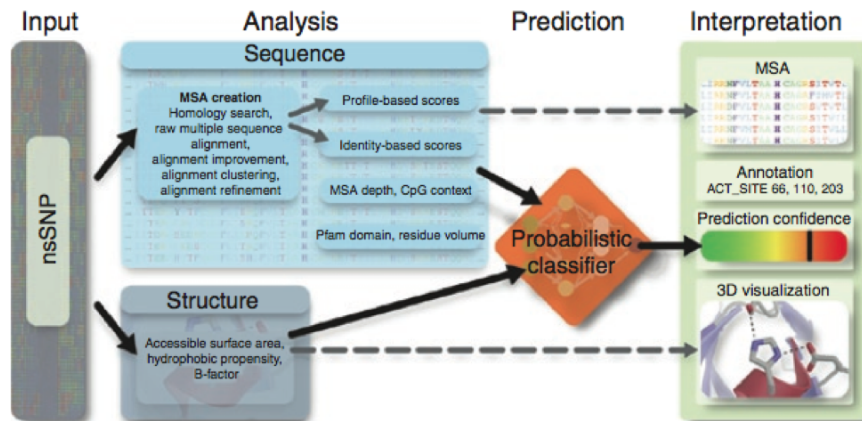 Input
Analysis
Prediction
Interpretation
nsSNP
Sequence
MSA creation
Homology search,
raw multiple sequence
alignment,
alignment improvement,
alignment clustering,
alignment refinement
Profile-based scores
Identity-based scores
MSA depth, CpG context
Pfam domain, residue volume
Structure
Accessible surface area,
hydrophobic propensity,
B-factor
Probabilistic
classifier
MSA
Annotation
ACT_SITE 66, 110, 203
Prediction confidence
3D visualization